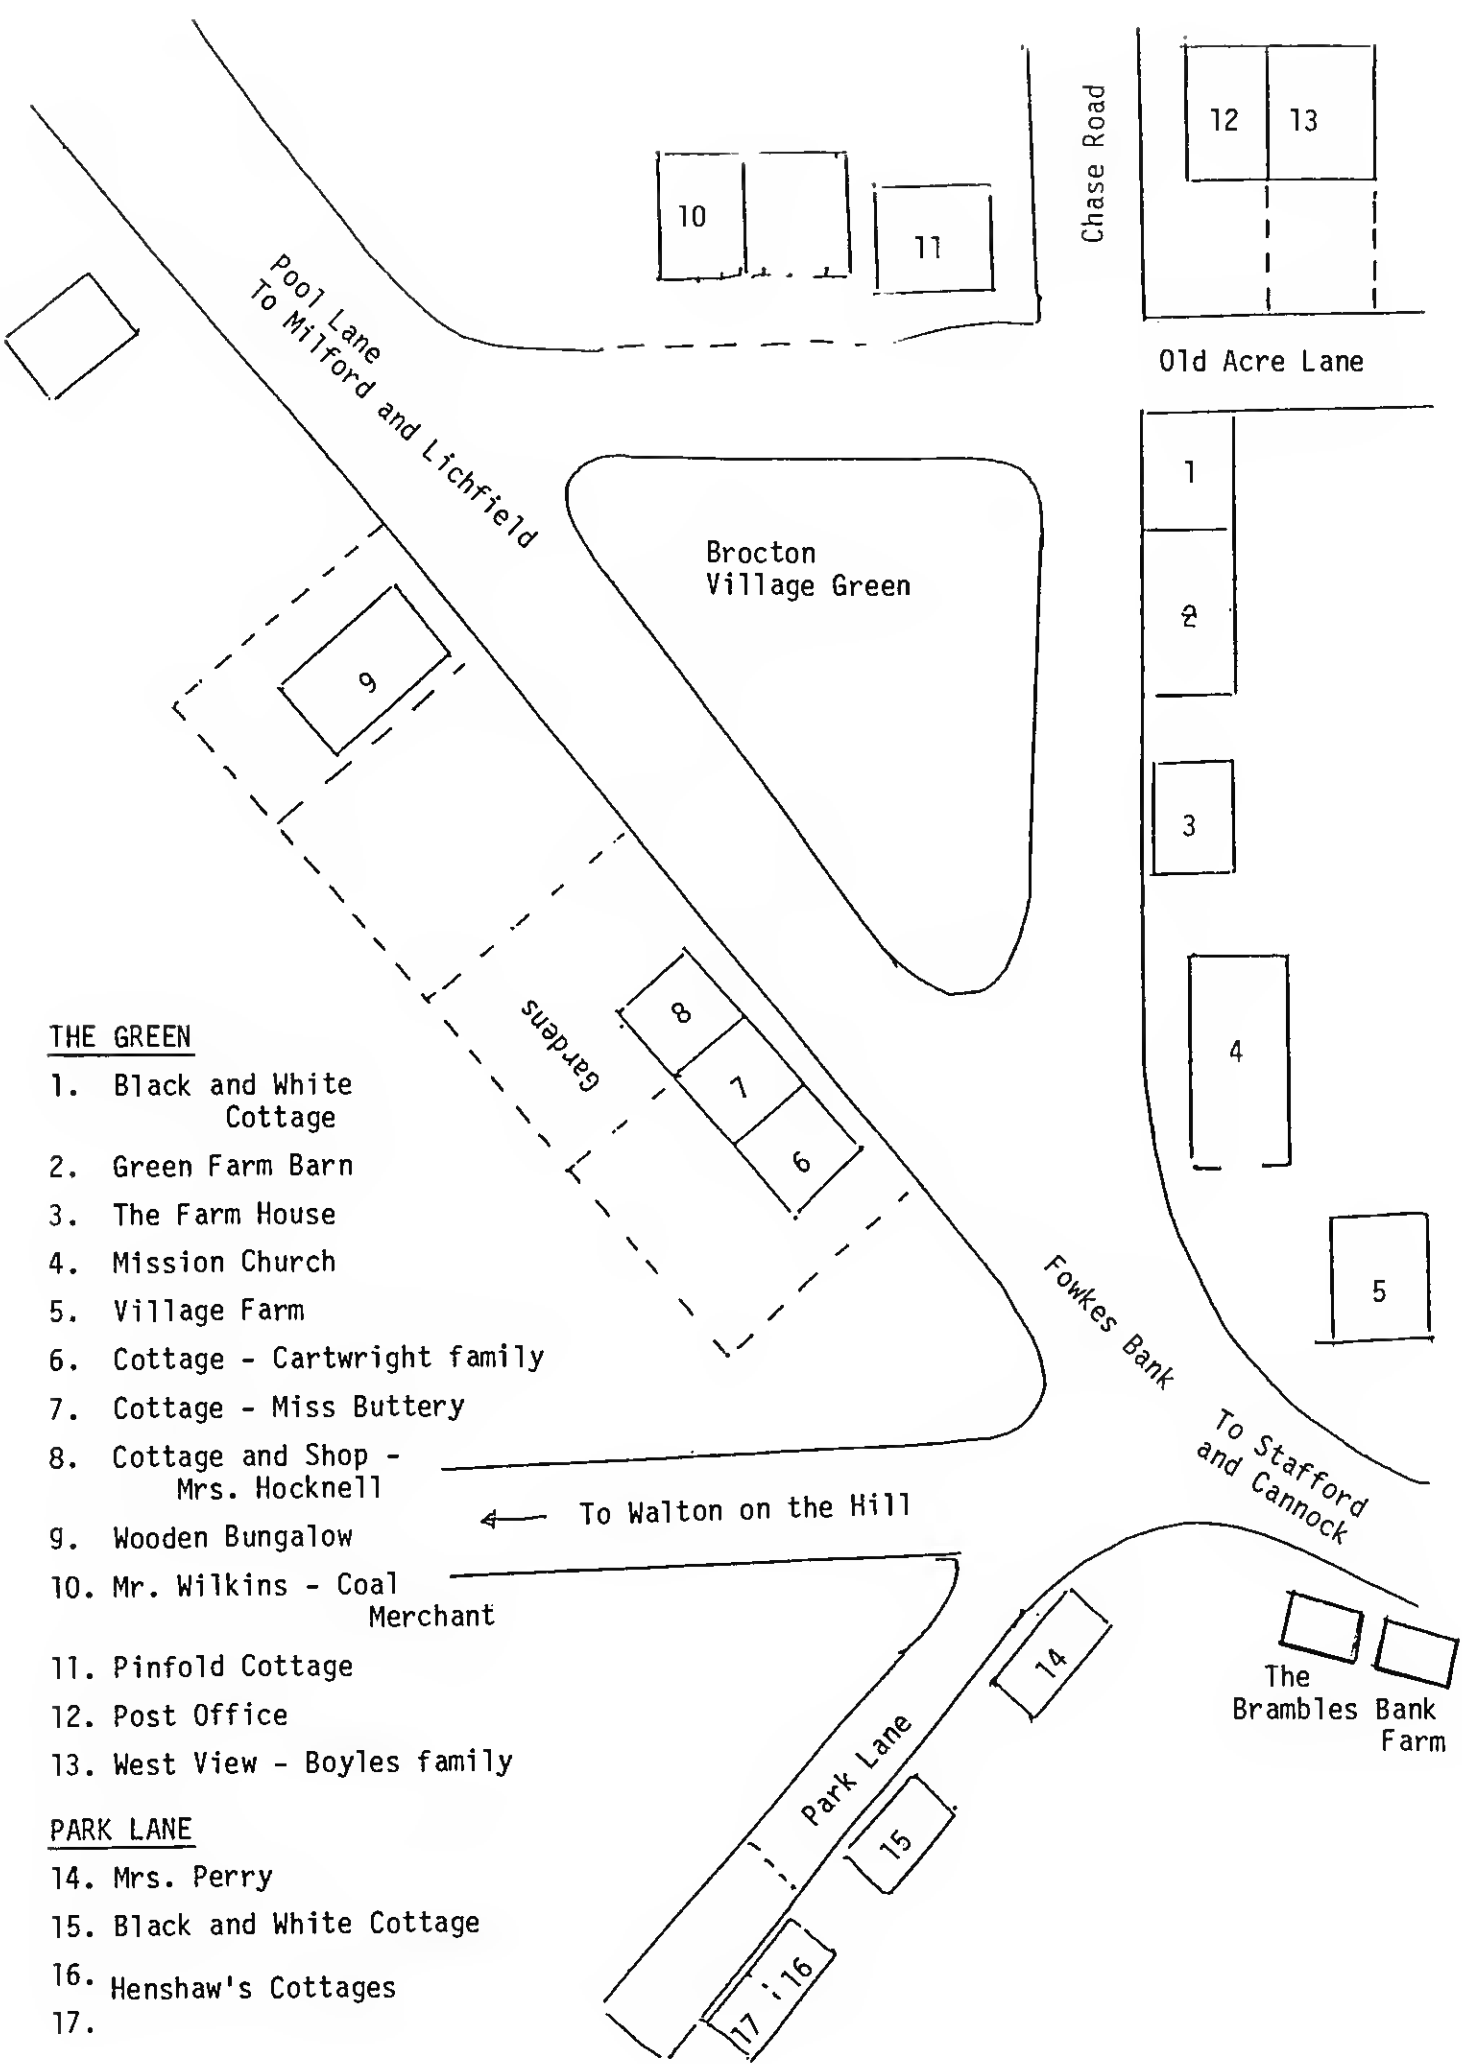 Chase Road
12
13
10
11
Pool Lane
To Milford and Lichfield
Old Acre Lane
1
Brocton
Village Green
2
9
3
8
Gardens
7
4
6
Fowkes Bank
5
To Stafford
and Cannock
To Walton on the Hill
14
The
Brambles
Bank
Farm
Park Lane
15
16
17
THE GREEN
1. Black and White
Cottage
2. Green Farm Barn
3. The Farm House
4. Mission Church
5. Village Farm
6. Cottage - Cartwright family
7. Cottage - Miss Buttery
8. Cottage and Shop -
Mrs. Hocknell
9. Wooden Bungalow
10. Mr. Wilkins - Coal
Merchant
11. Pinfold Cottage
12. Post Office
13. West View - Boyles family
PARK LANE
14. Mrs. Perry
15. Black and White Cottage
16.
Henshaw's Cottages
17.